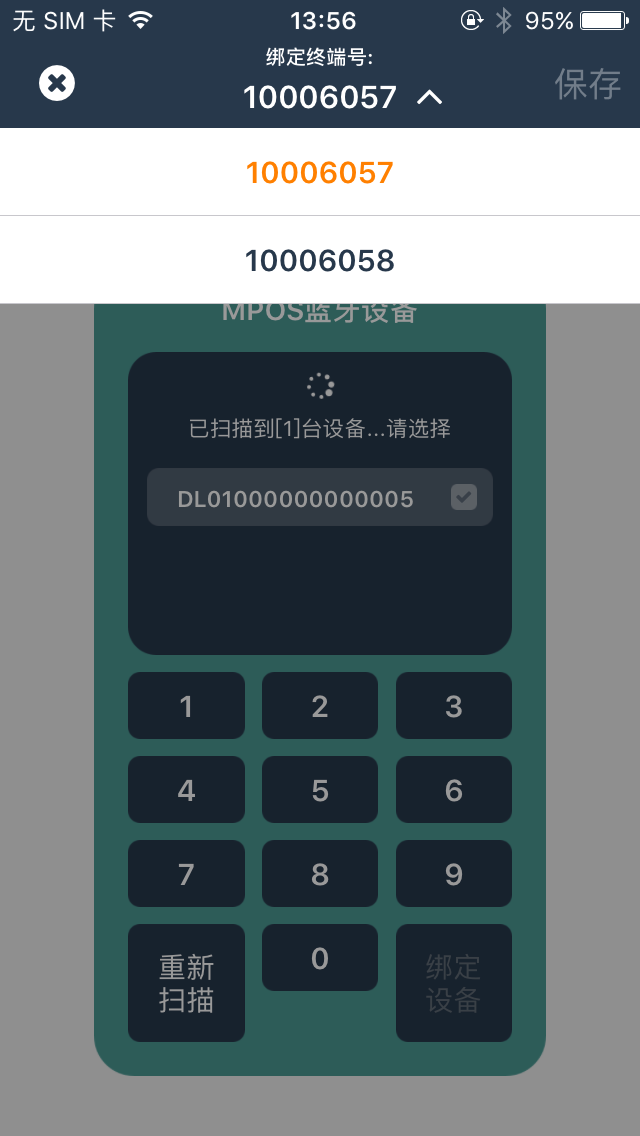 无 SIM 卡 13:56 95%
绑定终端号:
10006057
保存
10006057
10006058
MPOS蓝牙设备
已扫描到[1]台设备...请选择
DL01000000000005
1 2 3
4 5 6
7 8 9
重新
扫描
0
绑定
设备